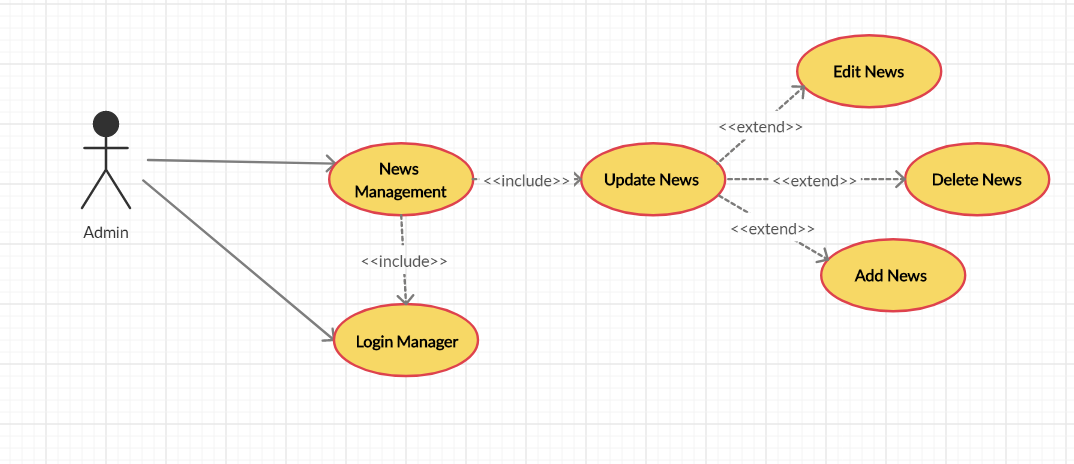 Edit News
<<extend>>
News
Management
<<include>>
Update News
<<extend>>
Delete News
Admin
<<extend>>
<<include>>
Add News
Login Manager